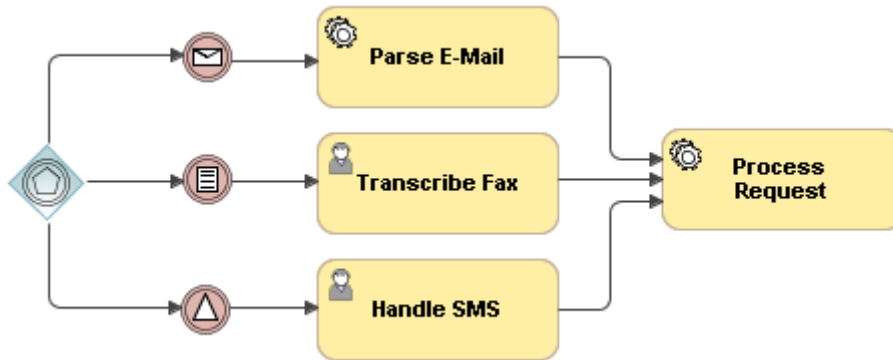 Parse E-Mail
Transcribe Fax
Process
Request
Handle SMS